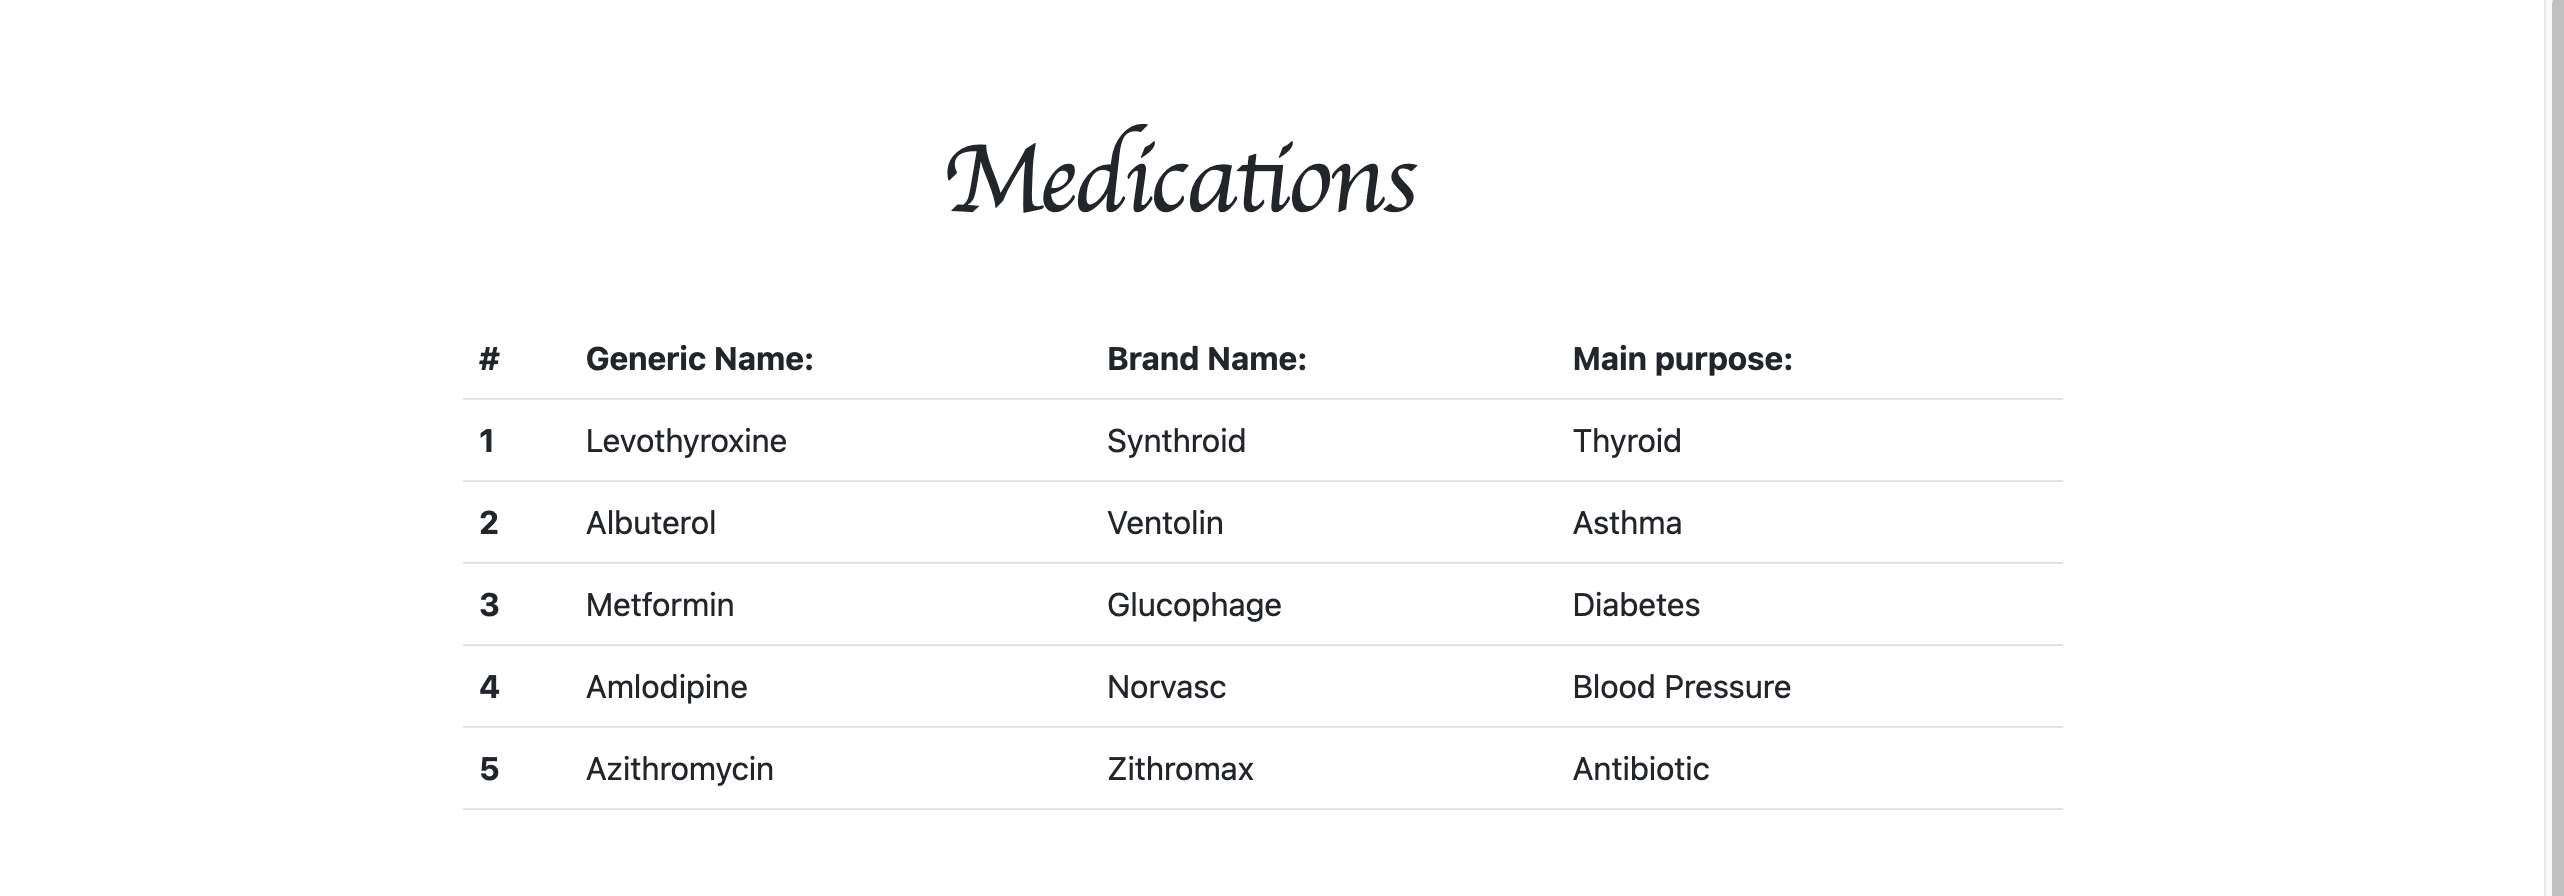 Medications
# Generic Name: Brand Name: Main purpose:
1 Levothyroxine Synthroid Thyroid
2 Albuterol Ventolin Asthma
3 Metformin Glucophage Diabetes
4 Amlodipine Norvasc Blood Pressure
5 Azithromycin Zithromax Antibiotic